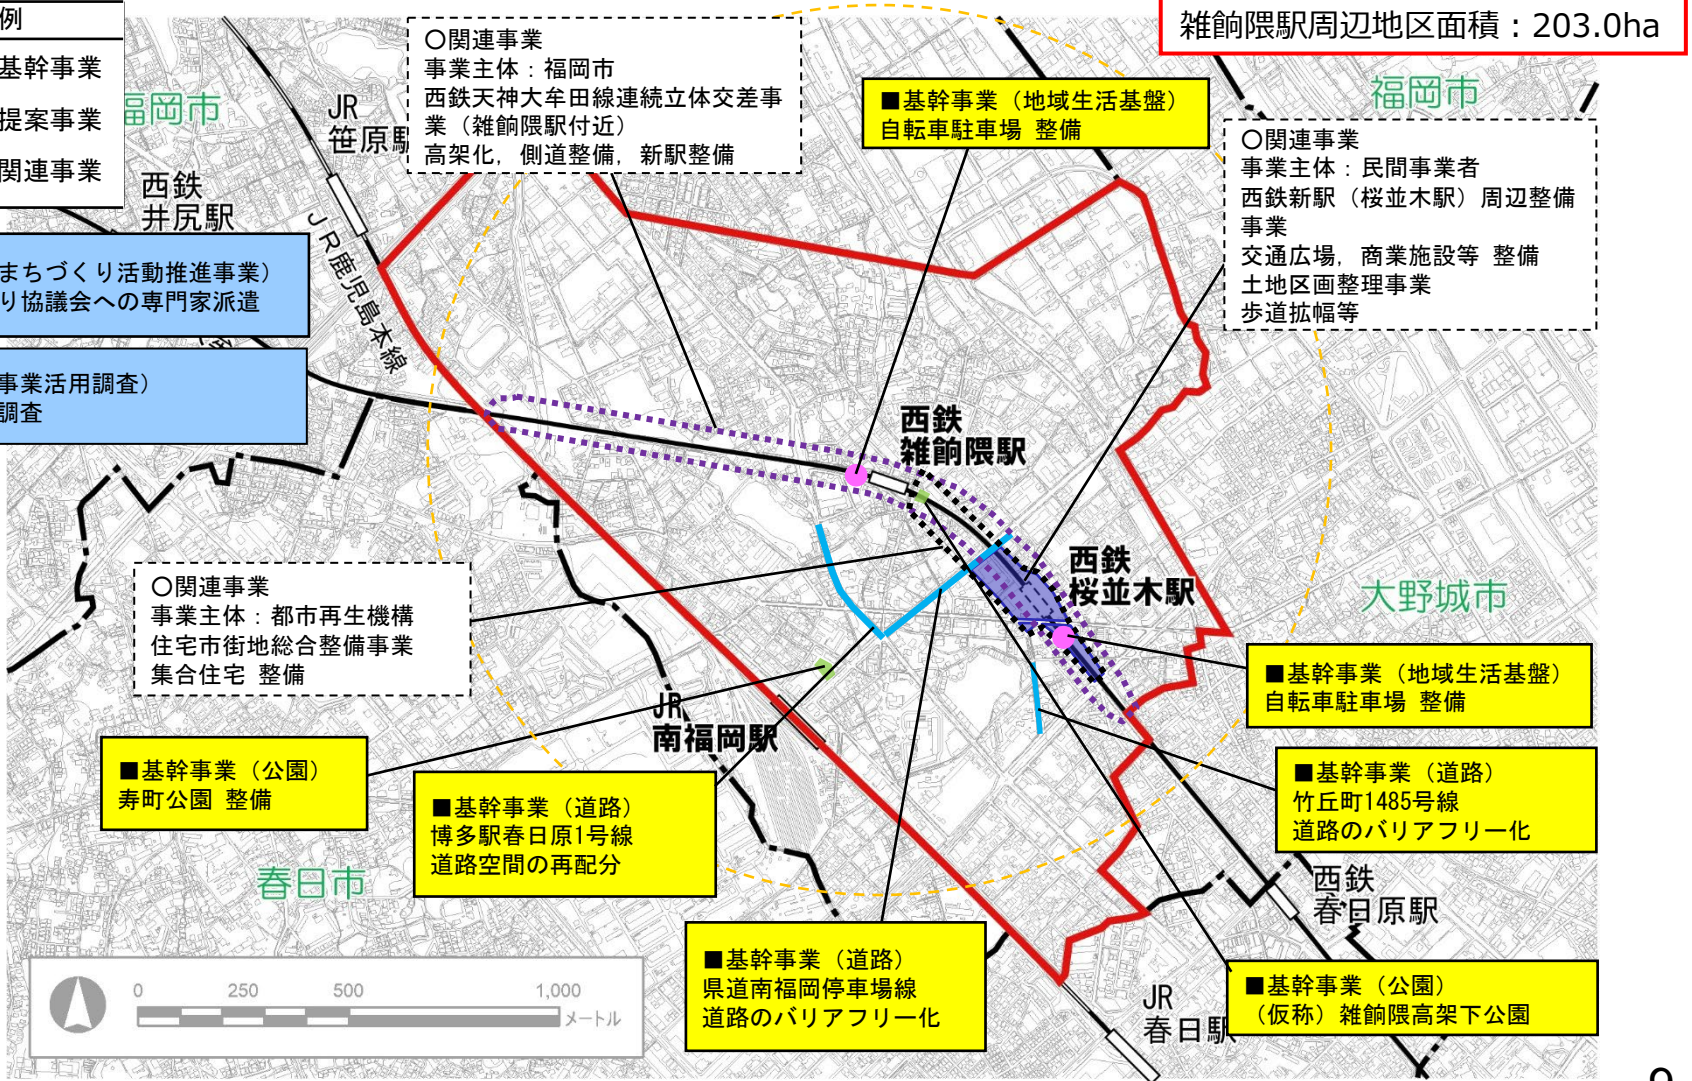 例
基幹事業
提案事業
関連事業
雑餉隈駅周辺地区面積：203.0ha
〇関連事業
事業主体：福岡市
西鉄天神大牟田線連続立体交差事
業（雑餉隈駅付近）
高架化，側道整備，新駅整備
■基幹事業（地域生活基盤）
自転車駐車場 整備
〇関連事業
事業主体：民間事業者
西鉄新駅（桜並木駅）周辺整備
事業
交通広場，商業施設等 整備
土地区画整理事業
歩道拡幅等
福岡市
福岡市
JR
笹原駅
西鉄
井尻駅
JR鹿児島本線
まちづくり活動推進事業）
り協議会への専門家派遣
事業活用調査）
調査
西鉄
雑餉隈駅
西鉄
桜並木駅
大野城市
〇関連事業
事業主体：都市再生機構
住宅市街地総合整備事業
集合住宅 整備
■基幹事業（地域生活基盤）
自転車駐車場 整備
JR
南福岡駅
■基幹事業（公園）
寿町公園 整備
■基幹事業（道路）
博多駅春日原1号線
道路空間の再配分
■基幹事業（道路）
竹丘町1485号線
道路のバリアフリー化
春日市
西鉄
春日原駅
■基幹事業（道路）
県道南福岡停車場線
道路のバリアフリー化
■基幹事業（公園）
（仮称）雑餉隈高架下公園
JR
春日駅
0 250 500 1,000
メートル